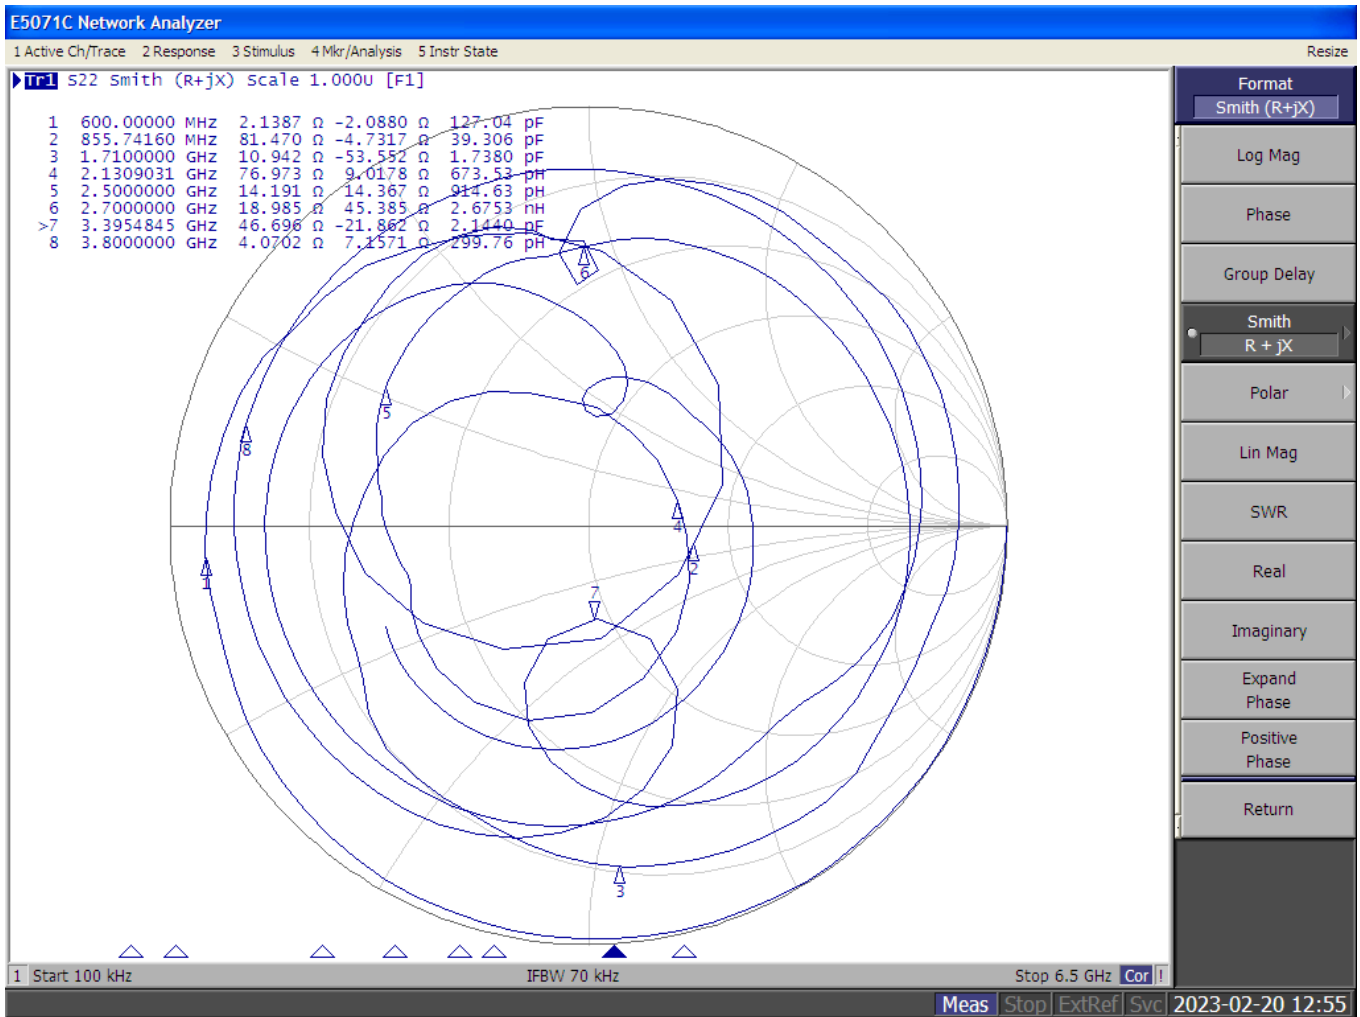 E5071C Network Analyzer
1 Active Ch/Trace 2 Response 3 Stimulus 4 Mkr/Analysis 5 Instr State Resize
Tr1 S22 Smith (R+jX) Scale 1.000U [F1]
1 600.00000 MHz 2.1387 Ω -2.0880 Ω 127.04 pF
2 855.74160 MHz 81.470 Ω -4.7317 Ω 39.306 pF
3 1.7100000 GHz 10.942 Ω -53.552 Ω 1.7380 pF
4 2.1309031 GHz 76.973 Ω 9.0178 Ω 673.53 pH
5 2.5000000 GHz 14.191 Ω 14.367 Ω 914.63 pH
6 2.7000000 GHz 18.985 Ω 45.385 Ω 2.6753 nH
>7 3.3954845 GHz 46.696 Ω -21.862 Ω 2.1440 pF
8 3.8000000 GHz 4.0702 Ω 7.1571 Ω 299.76 pH
6
5
8
4
2
1
7
3
1 Start 100 kHz IFBW 70 kHz Stop 6.5 GHz Cor !
Format
Smith (R+jX)
Log Mag
Phase
Group Delay
Smith
R + jX
Polar
Lin Mag
SWR
Real
Imaginary
Expand
Phase
Positive
Phase
Return
Meas Stop ExtRef Svc 2023-02-20 12:55